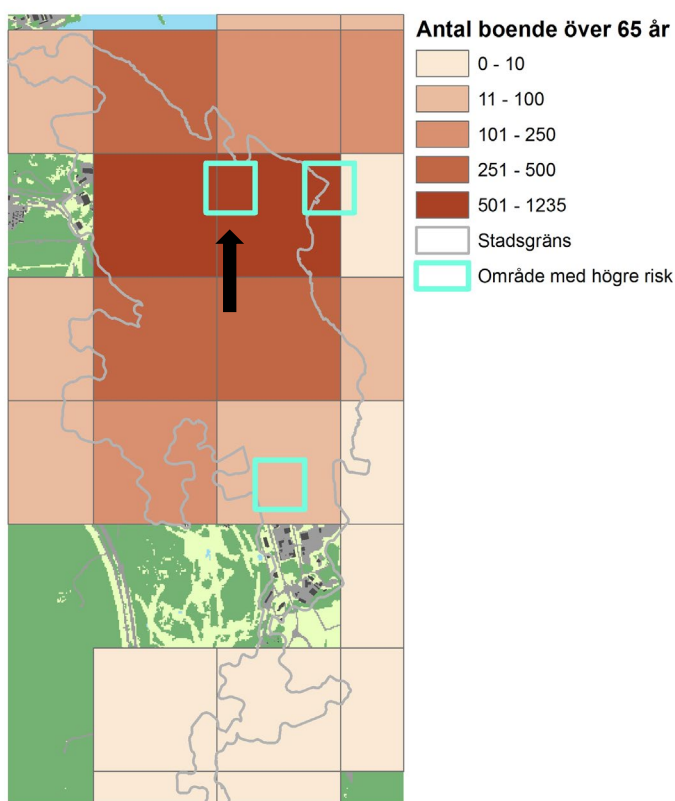 Antal boende över 65 år
0 - 10
11 - 100
101 - 250
251 - 500
501 - 1235
Stadsgräns
Område med högre risk